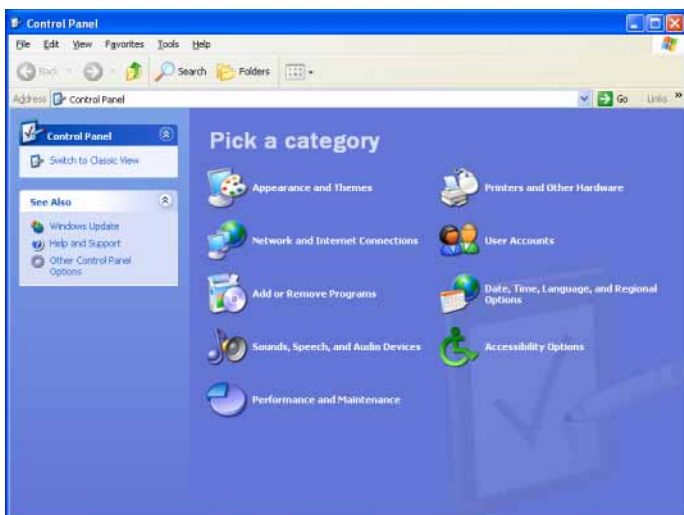 Control Panel
File Edit View Favorites Tools Help
Back Search Folders
Address Control Panel Go Links »
Control Panel
Switch to Classic View
See Also
Windows Update
Help and Support
Other Control Panel
Options
Pick a category
Appearance and Themes
Printers and Other Hardware
Network and Internet Connections
User Accounts
Add or Remove Programs
Date, Time, Language, and Regional
Options
Sounds, Speech, and Audio Devices
Accessibility Options
Performance and Maintenance